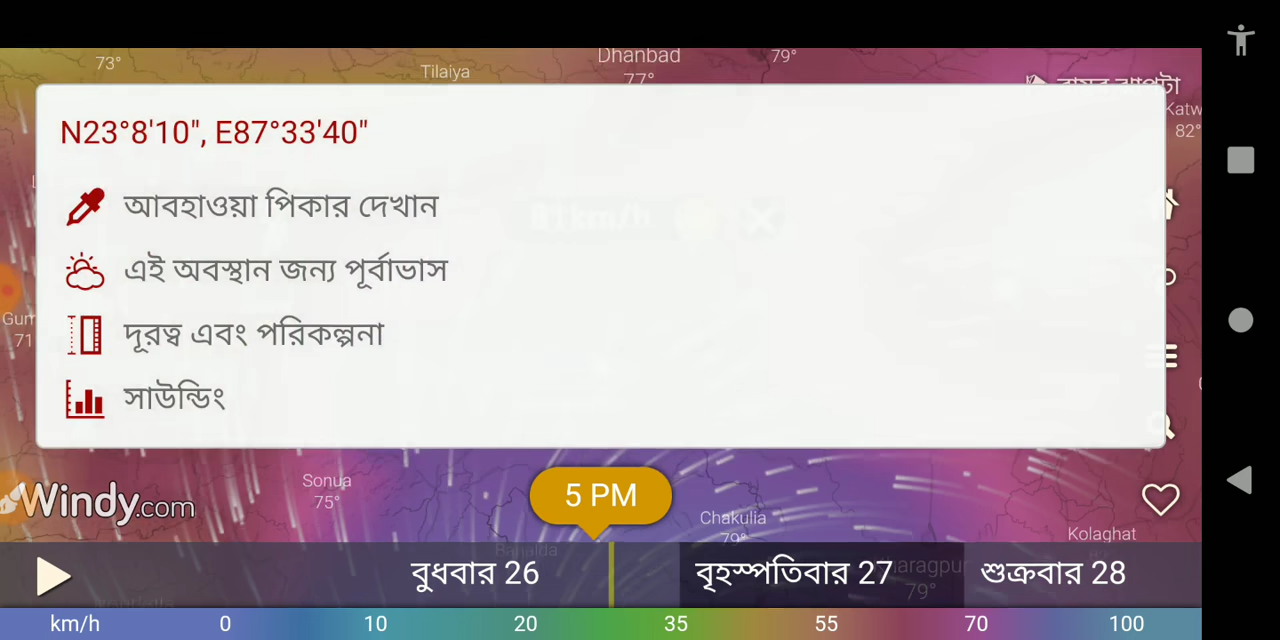 73°
Tilaiya
Dhanbad
77°
79°
বায়ুর ঝাপটা
Katw
82°
N23°8'10", E87°33'40"
আবহাওয়া পিকার দেখান
এই অবস্থান জন্য পূর্বাভাস
দূরত্ব এবং পরিকল্পনা
সাউন্ডিং
81km/h
Gum
71
Sonua
75°
5 PM
Windy.com
Chakulia
79°
Kolaghat
বুধবার 26
বৃহস্পতিবার 27
শুক্রবার 28
79°
km/h 0 10 20 35 55 70 100